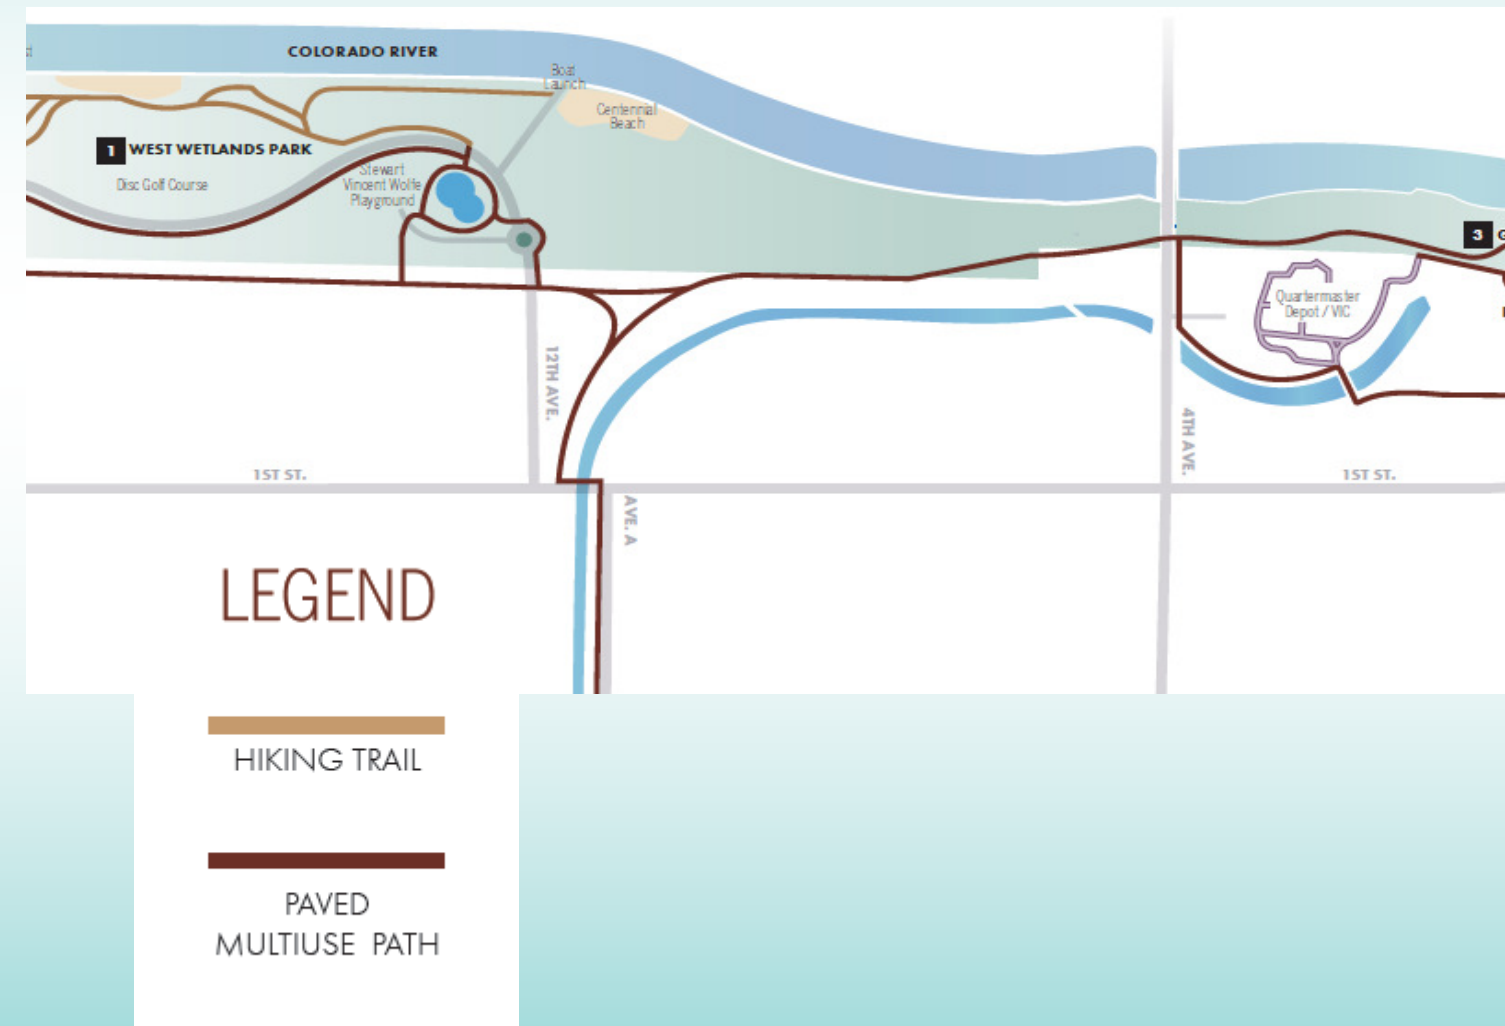 COLORADO RIVER
Boat
Launch
Centennial
Beach
1 WEST WETLANDS PARK
Disc Golf Course
Stewart
Vincent Wolfe
Playground
3 G
Quartermaster
Depot / VIC
12TH AVE.
4TH AVE.
1ST ST.
1ST ST.
AVE. A
LEGEND
HIKING TRAIL
PAVED
MULTIUSE PATH